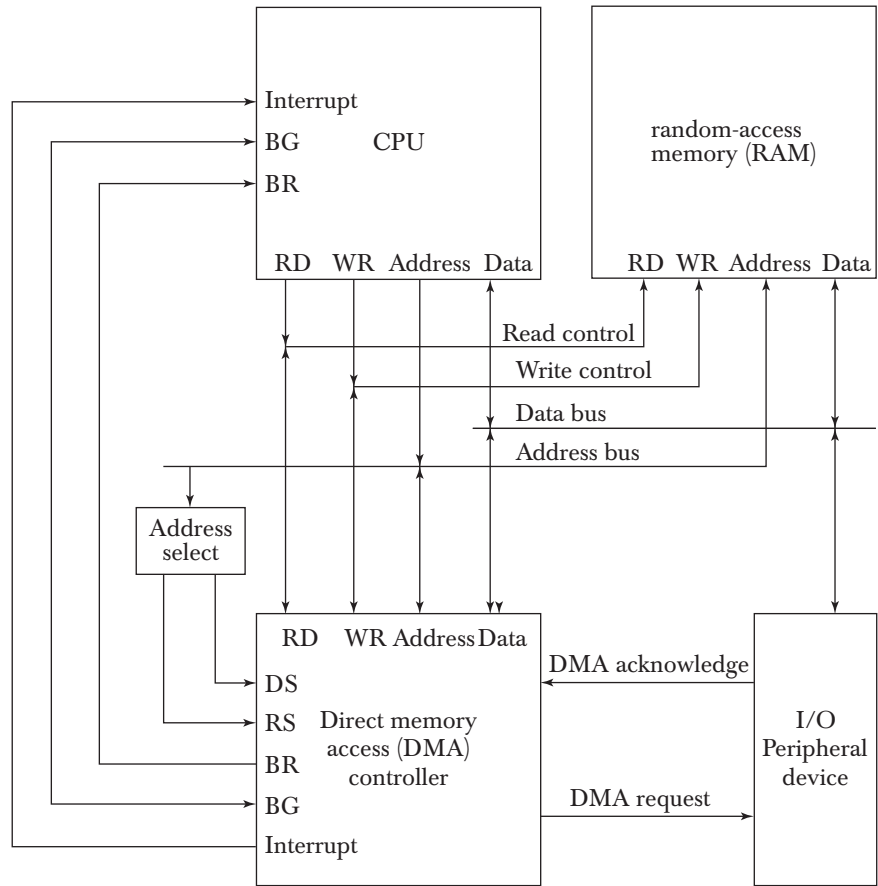 Interrupt
BG
CPU
BR
RD WR Address Data
random-access
memory (RAM)
RD WR Address Data
Read control
Write control
Data bus
Address bus
Address
select
RD WR Address Data
DS
RS
BR
BG
Interrupt
Direct memory
access (DMA)
controller
DMA acknowledge
DMA request
I/O
Peripheral
device